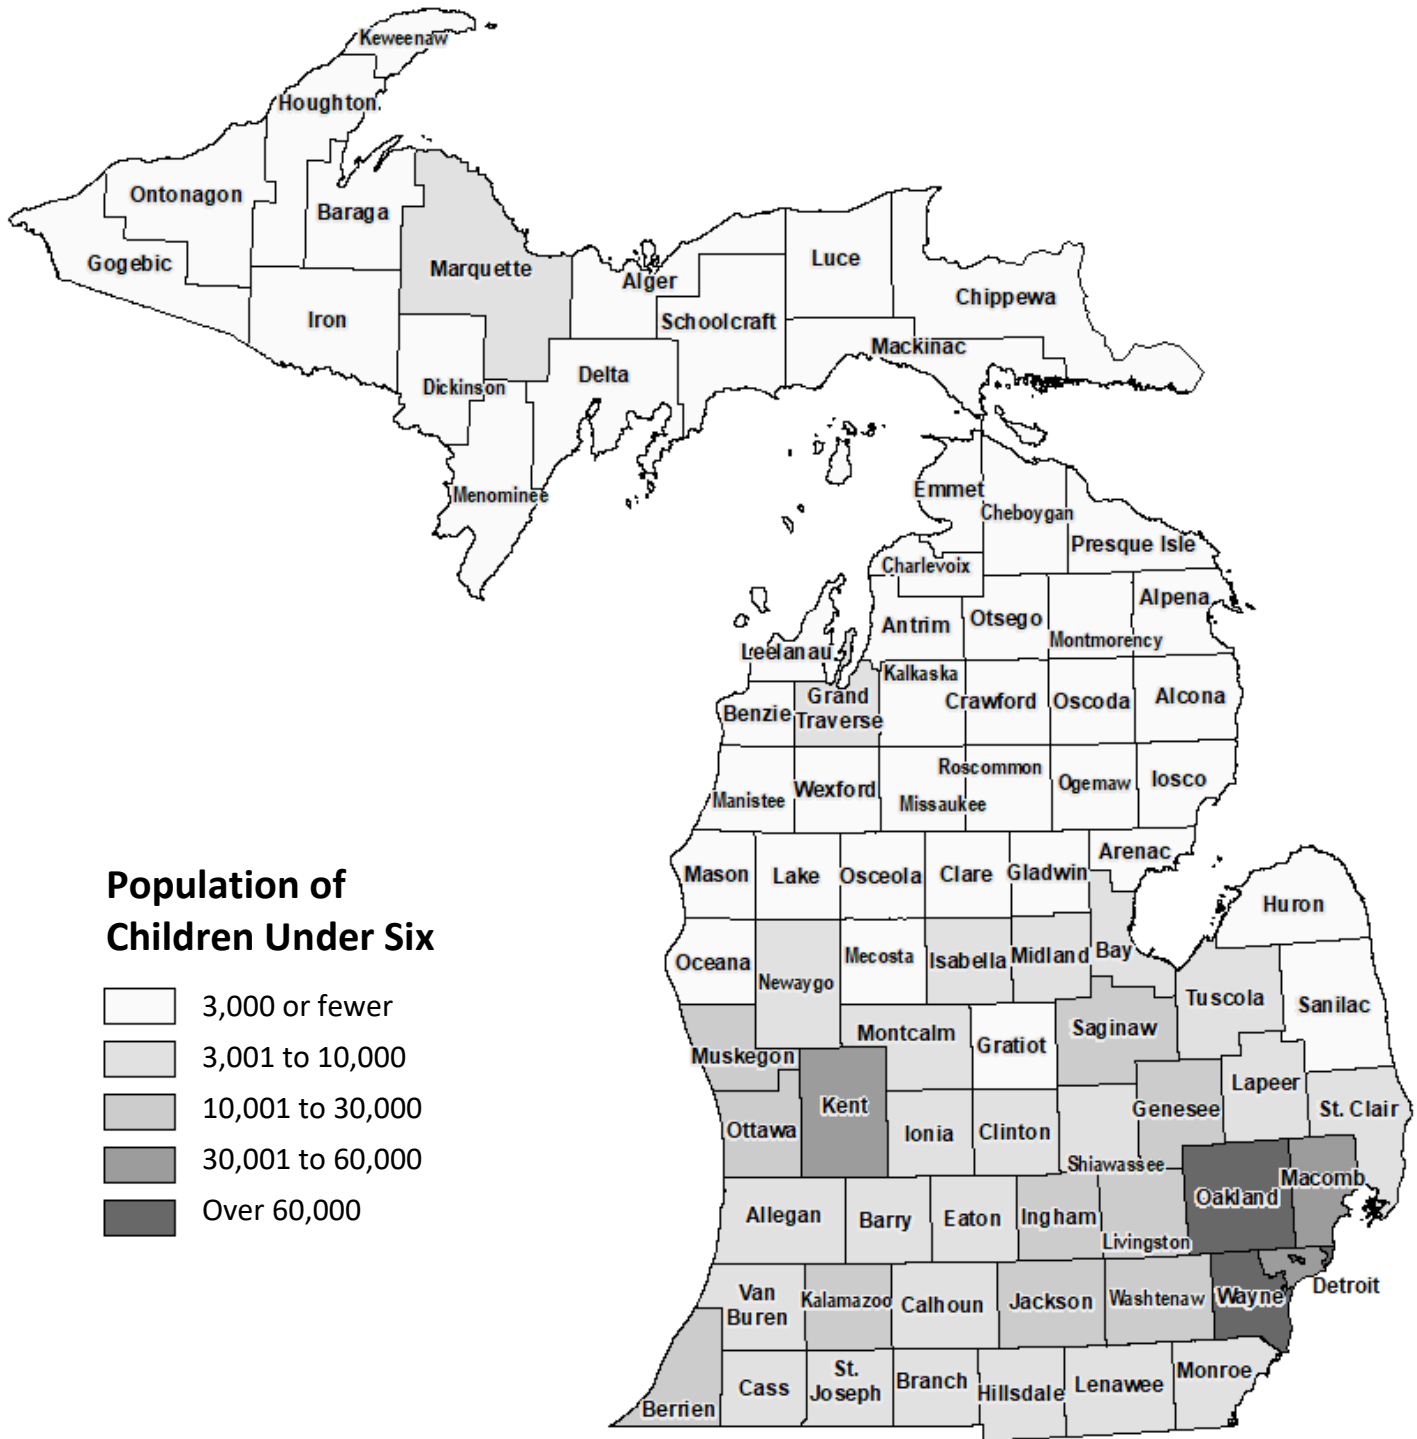 Keweenaw
Houghton
Ontonagon
Baraga
Gogebic
Marquette
Iron
Alger
Luce
Chippewa
Schoolcraft
Mackinac
Dickinson
Delta
Menominee
Emmet
Cheboygan
Presque Isle
Charlevoix
Antrim
Otsego
Montmorency
Alpena
Leelanau
Kalkaska
Benzie
Grand
Traverse
Crawford
Oscoda
Alcona
Manistee
Wexford
Missaukee
Roscommon
Ogemaw
Iosco
Mason
Lake
Osceola
Clare
Gladwin
Arenac
Huron
Oceana
Newaygo
Mecosta
Isabella
Midland
Bay
Tuscola
Sanilac
Muskegon
Montcalm
Gratiot
Saginaw
Lapeer
Kent
Ottawa
Ionia
Clinton
Shiawassee
Genesee
St. Clair
Oakland
Macomb
Allegan
Barry
Eaton
Ingham
Livingston
Van
Buren
Kalamazoo
Calhoun
Jackson
Washtenaw
Wayne
Detroit
Berrien
Cass
St.
Joseph
Branch
Hillsdale
Lenawee
Monroe
Population of
Children Under Six
3,000 or fewer
3,001 to 10,000
10,001 to 30,000
30,001 to 60,000
Over 60,000